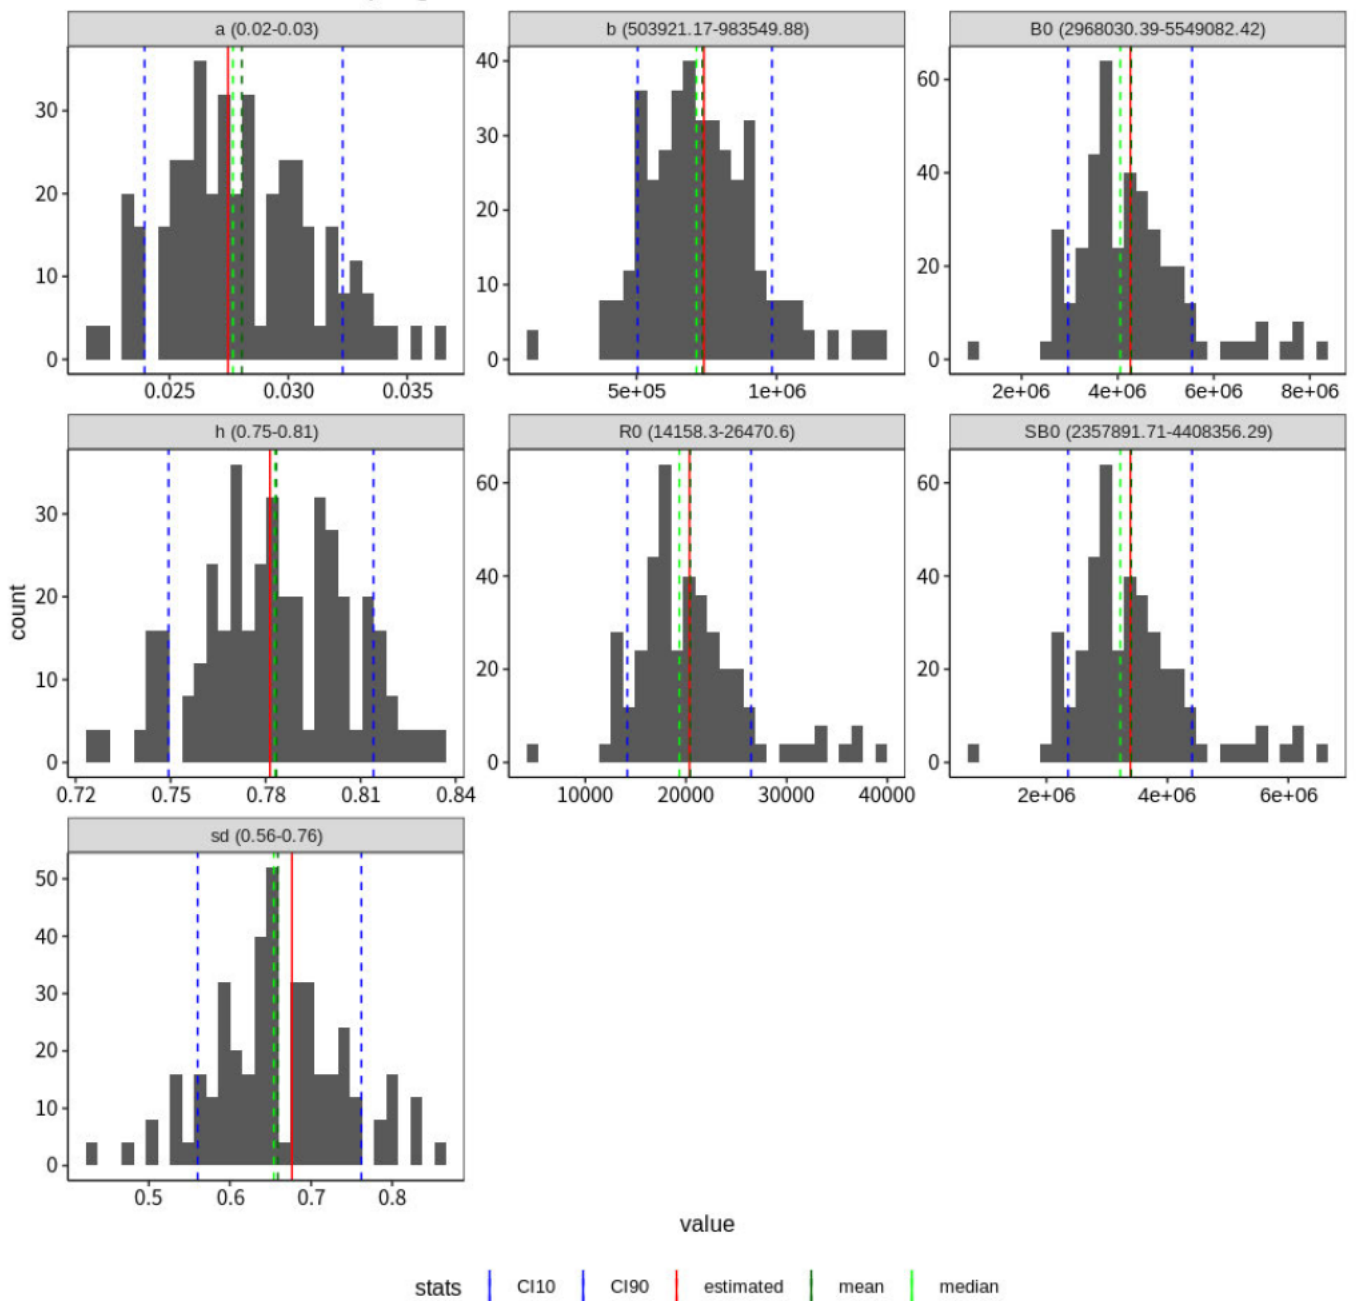 a (0.02-0.03)
b (503921.17-983549.88)
B0 (2968030.39-5549082.42)
30
20
10
0
0.025
0.030
0.035
40
30
20
10
0
5e+05
1e+06
60
40
20
0
2e+06
4e+06
6e+06
8e+06
h (0.75-0.81)
R0 (14158.3-26470.6)
SB0 (2357891.71-4408356.29)
count
30
20
10
0
0.72
0.75
0.78
0.81
0.84
60
40
20
0
10000
20000
30000
40000
60
40
20
0
2e+06
4e+06
6e+06
sd (0.56-0.76)
50
40
30
20
10
0
0.5
0.6
0.7
0.8
value
stats
CI10
CI90
estimated
mean
median